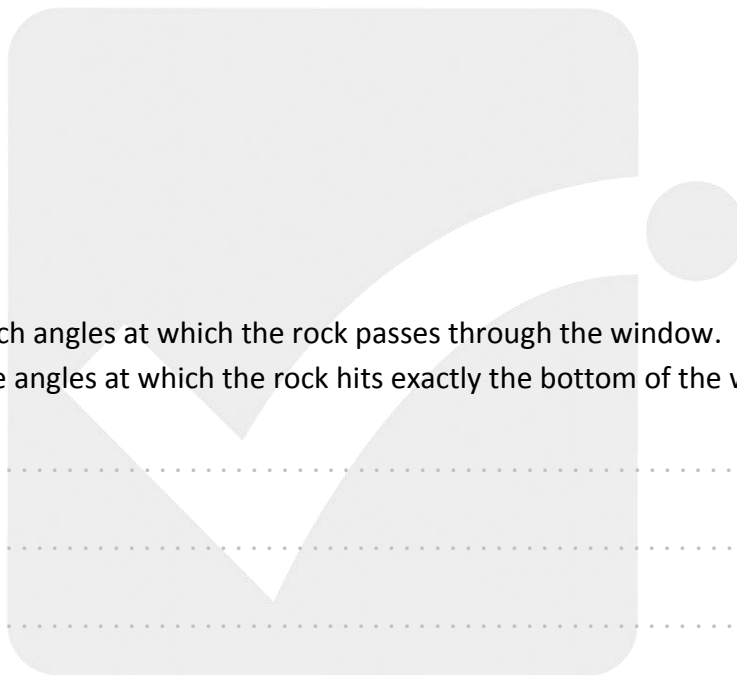 ch angles at which the rock passes through the window.
e angles at which the rock hits exactly the bottom of the w